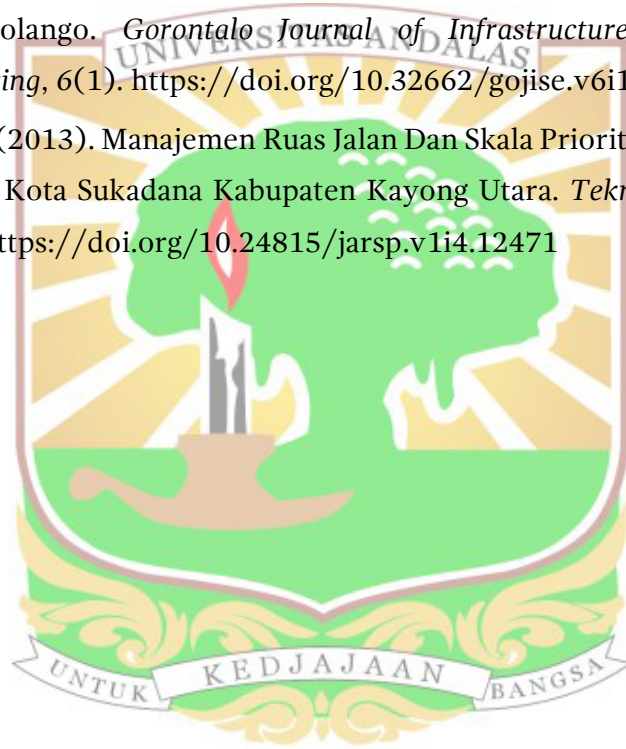 olango. Gorontalo Journal of Infrastructure
UNIVERSITAS ANDALAS
ing, 6(1). https://doi.org/10.32662/gojise.v6i1
(2013). Manajemen Ruas Jalan Dan Skala Priorit
Kota Sukadana Kabupaten Kayong Utara. Tekn
ttps://doi.org/10.24815/jarsp.v1i4.12471
UNTUK KEDJAJAAN BANGSA